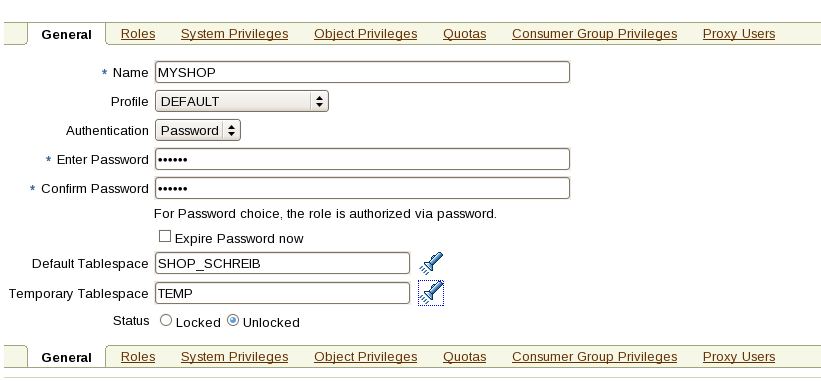 General Roles System Privileges Object Privileges Quotas Consumer Group Privileges Proxy Users
* Name MYSHOP
Profile DEFAULT
Authentication Password
* Enter Password ••••••
* Confirm Password ••••••
For Password choice, the role is authorized via password.
Expire Password now
Default Tablespace SHOP_SCHREIB
Temporary Tablespace TEMP
Status Locked Unlocked
General Roles System Privileges Object Privileges Quotas Consumer Group Privileges Proxy Users